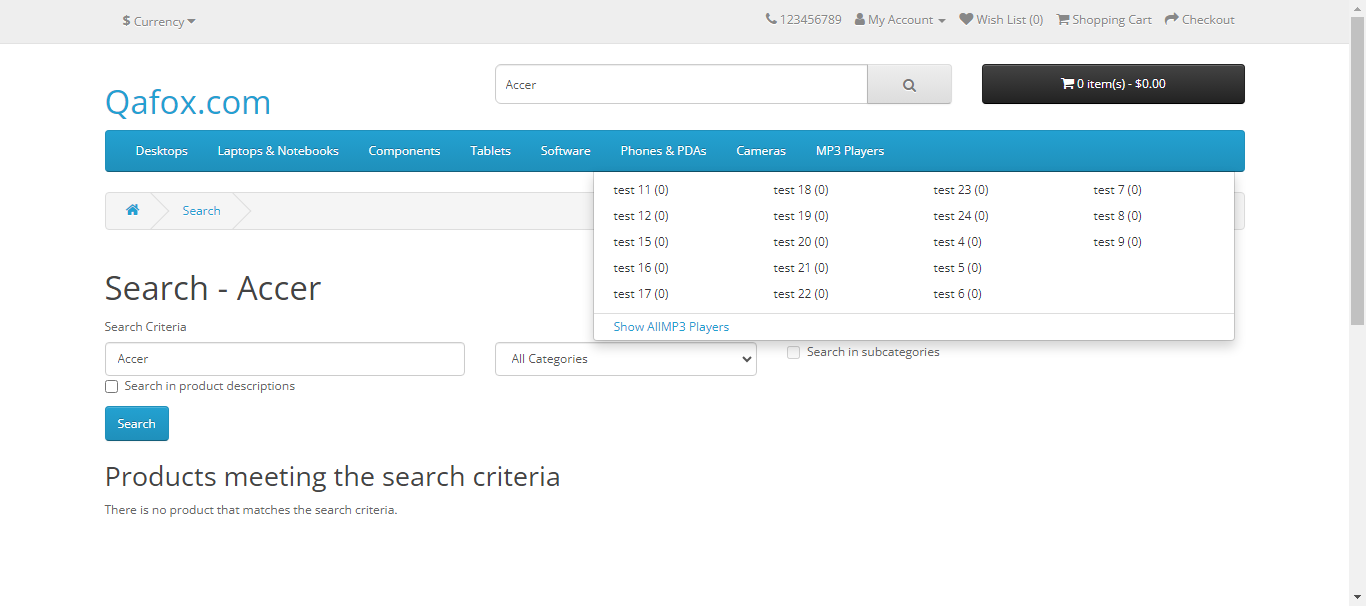 $ Currency
123456789 My Account Wish List (0) Shopping Cart Checkout
Qafox.com
Accer
0 item(s) - $0.00
Desktops Laptops & Notebooks Components Tablets Software Phones & PDAs Cameras MP3 Players
test 11 (0) test 18 (0) test 23 (0) test 7 (0)
test 12 (0) test 19 (0) test 24 (0) test 8 (0)
test 15 (0) test 20 (0) test 4 (0) test 9 (0)
test 16 (0) test 21 (0) test 5 (0)
test 17 (0) test 22 (0) test 6 (0)
Show AllMP3 Players
Search
Search - Accer
Search Criteria
Accer
All Categories
Search in subcategories
Search in product descriptions
Search
Products meeting the search criteria
There is no product that matches the search criteria.